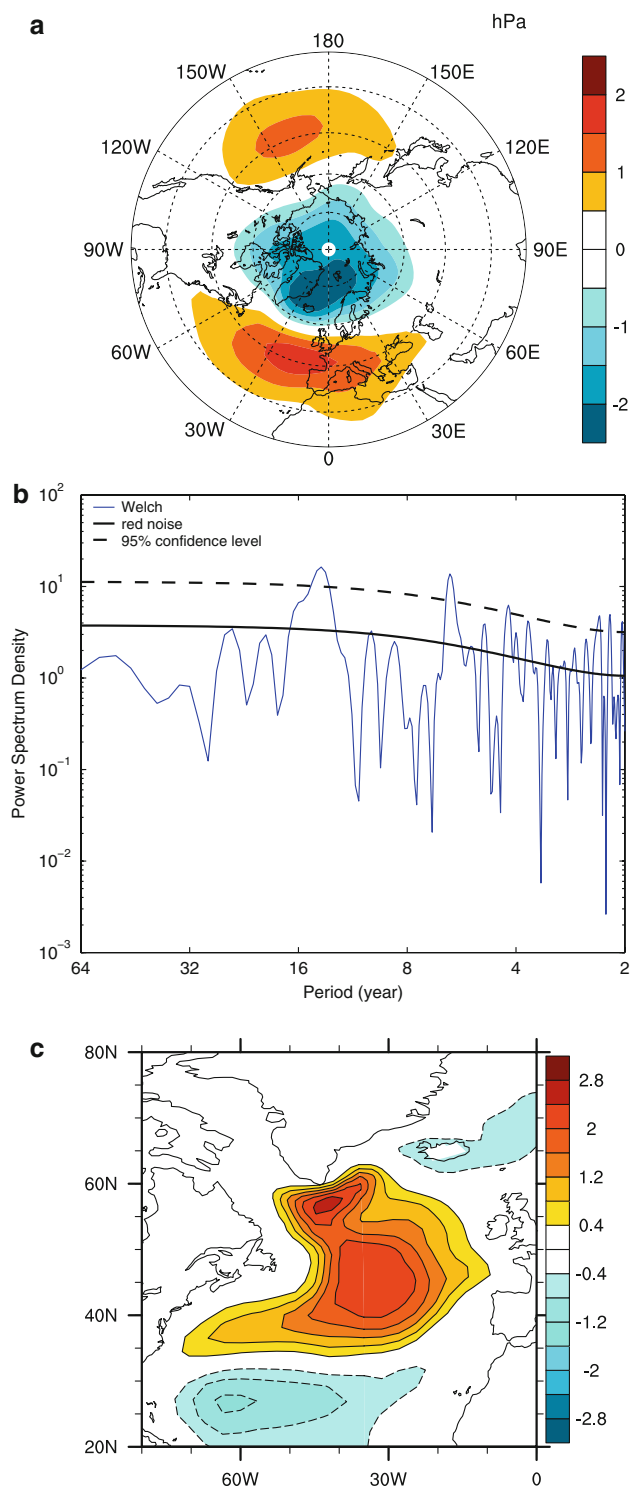 a
hPa
180
150W
150E
120W
120E
90W
90E
60W
60E
30W
30E
0
2
1
0
-1
-2
b
Power Spectrum Density
10^2
10^1
10^0
10^-1
10^-2
10^-3
Welch
red noise
95% confidence level
64
32
16
8
4
2
Period (year)
c
80N
60N
40N
20N
60W
30W
0
2.8
2
1.2
0.4
-0.4
-1.2
-2
-2.8